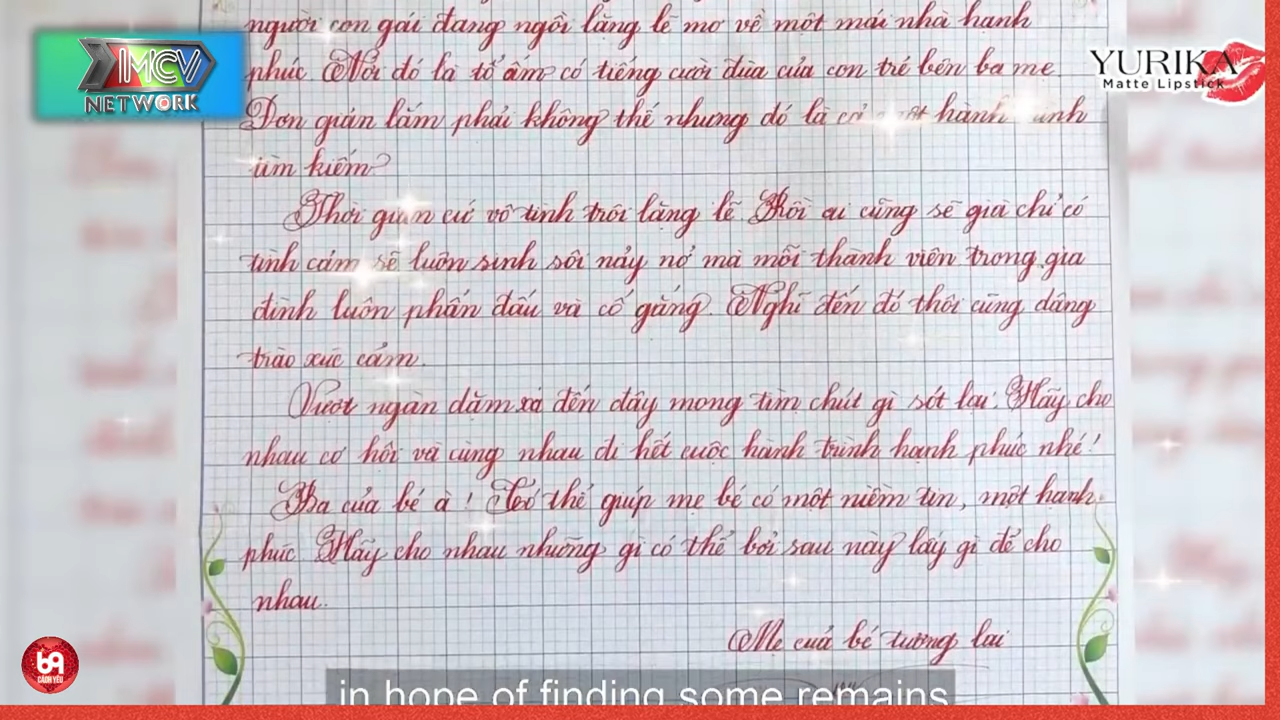 người con gái đang ngồi lặng lẽ mơ về một mái nhà hạnh
MCV
NETWORK
YURIKA
Matte Lipstick
phúc. Nơi đó là tổ ấm có tiếng cười đùa của con trẻ bên ba mẹ
Đơn giản lắm phải không thế nhưng đó là cả một hành trình
tìm kiếm?
Thời gian cứ vô tình trôi lặng lẽ. Rồi ai cũng sẽ già chỉ có
tình cảm sẽ luôn sinh sôi nảy nở mà mỗi thành viên trong gia
đình luôn phấn đấu và cố gắng. Nghĩ đến đó thôi cũng dâng
trào xúc cảm.
Vượt ngàn dặm xa đến đây mong tìm chút gì sót lại. Hãy cho
nhau cơ hội và cùng nhau đi hết cuộc hành trình hạnh phúc nhé!
Ba của bé à! Có thể giúp mẹ bé có một niềm tin, một hạnh
phúc. Hãy cho nhau những gì có thể bởi sau này lấy gì để cho
nhau.
Mẹ của bé tương lai
in hope of finding some remains
CÁCH YÊU